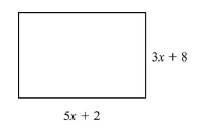 3x + 8
5x + 2